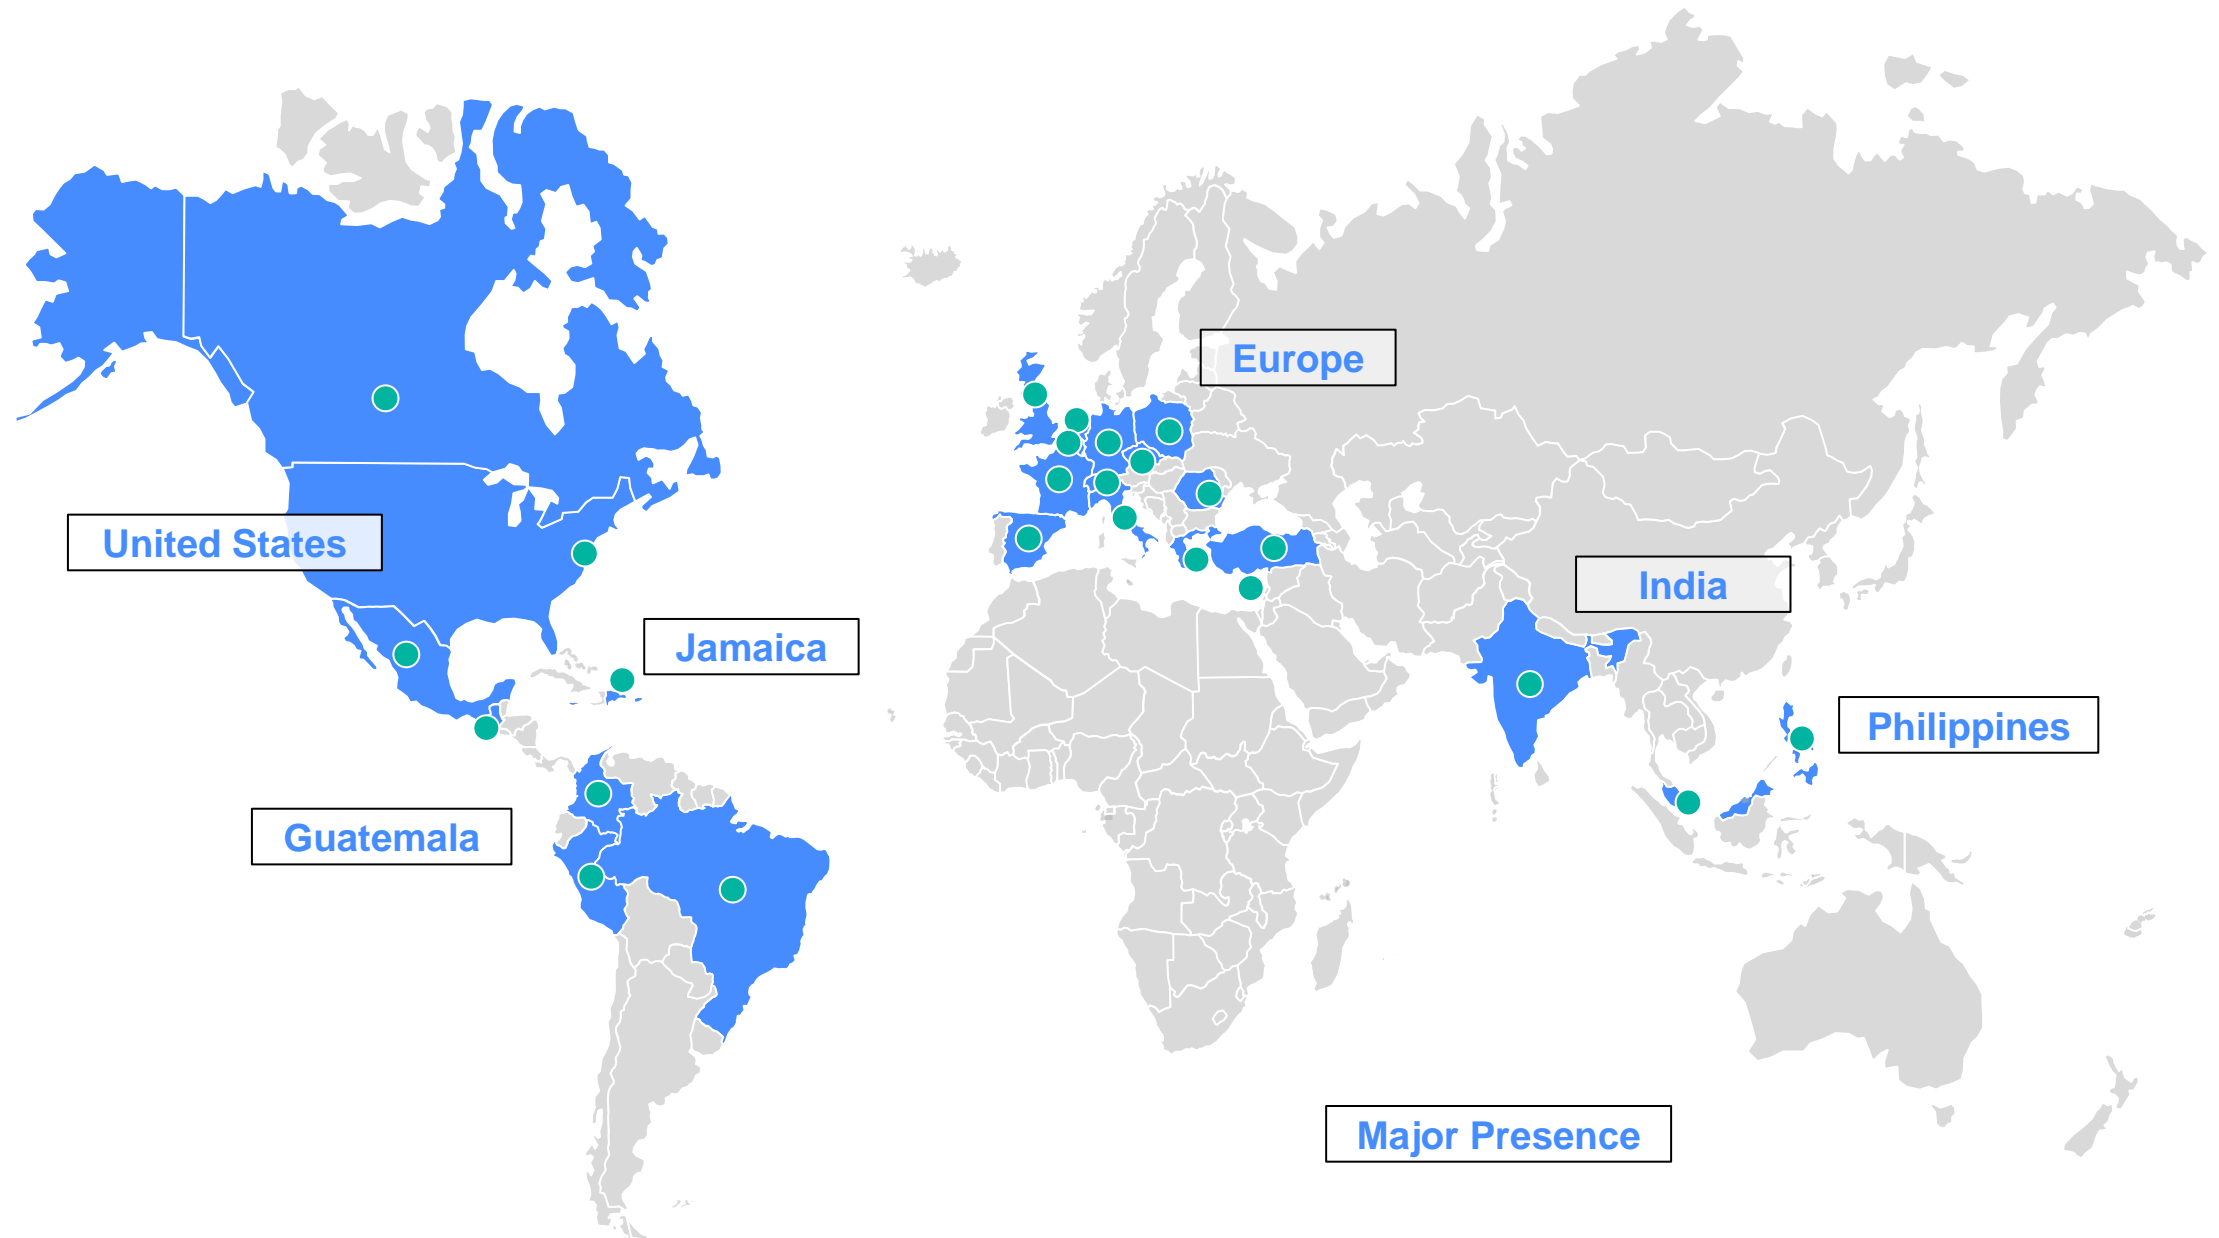 Europe
United States
India
Jamaica
Philippines
Guatemala
Major Presence